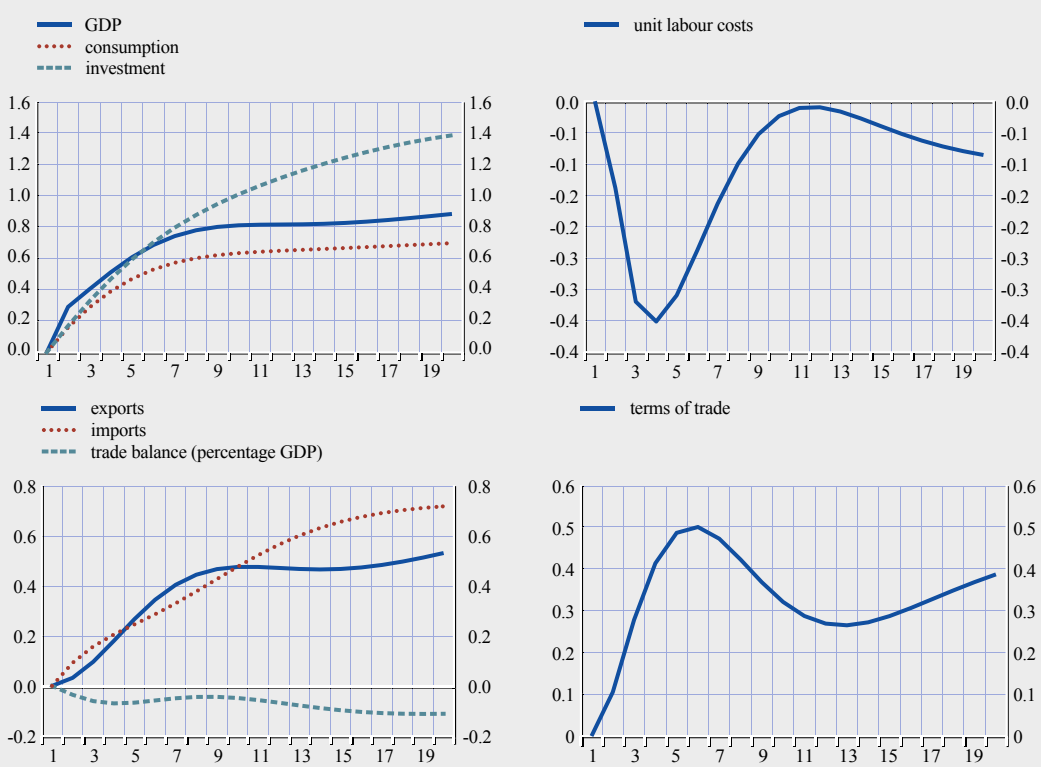 GDP
consumption
investment
1.6 1.6
1.4 1.4
1.2 1.2
1.0 1.0
0.8 0.8
0.6 0.6
0.4 0.4
0.2 0.2
0.0 0.0
1 3 5 7 9 11 13 15 17 19
unit labour costs
0.0 0.0
-0.1 -0.1
-0.1 -0.1
-0.2 -0.2
-0.2 -0.2
-0.3 -0.3
-0.3 -0.3
-0.4 -0.4
-0.4 -0.4
1 3 5 7 9 11 13 15 19
exports
imports
trade balance (percentage GDP)
0.8 0.8
0.6 0.6
0.4 0.4
0.2 0.2
0.0 0.0
-0.2 -0.2
1 3 5 7 9 11 13 15 17 19
terms of trade
0.6 0.6
0.5 0.5
0.4 0.4
0.3 0.3
0.2 0.2
0.1 0.1
0 0
1 3 5 7 9 11 13 15 17 19